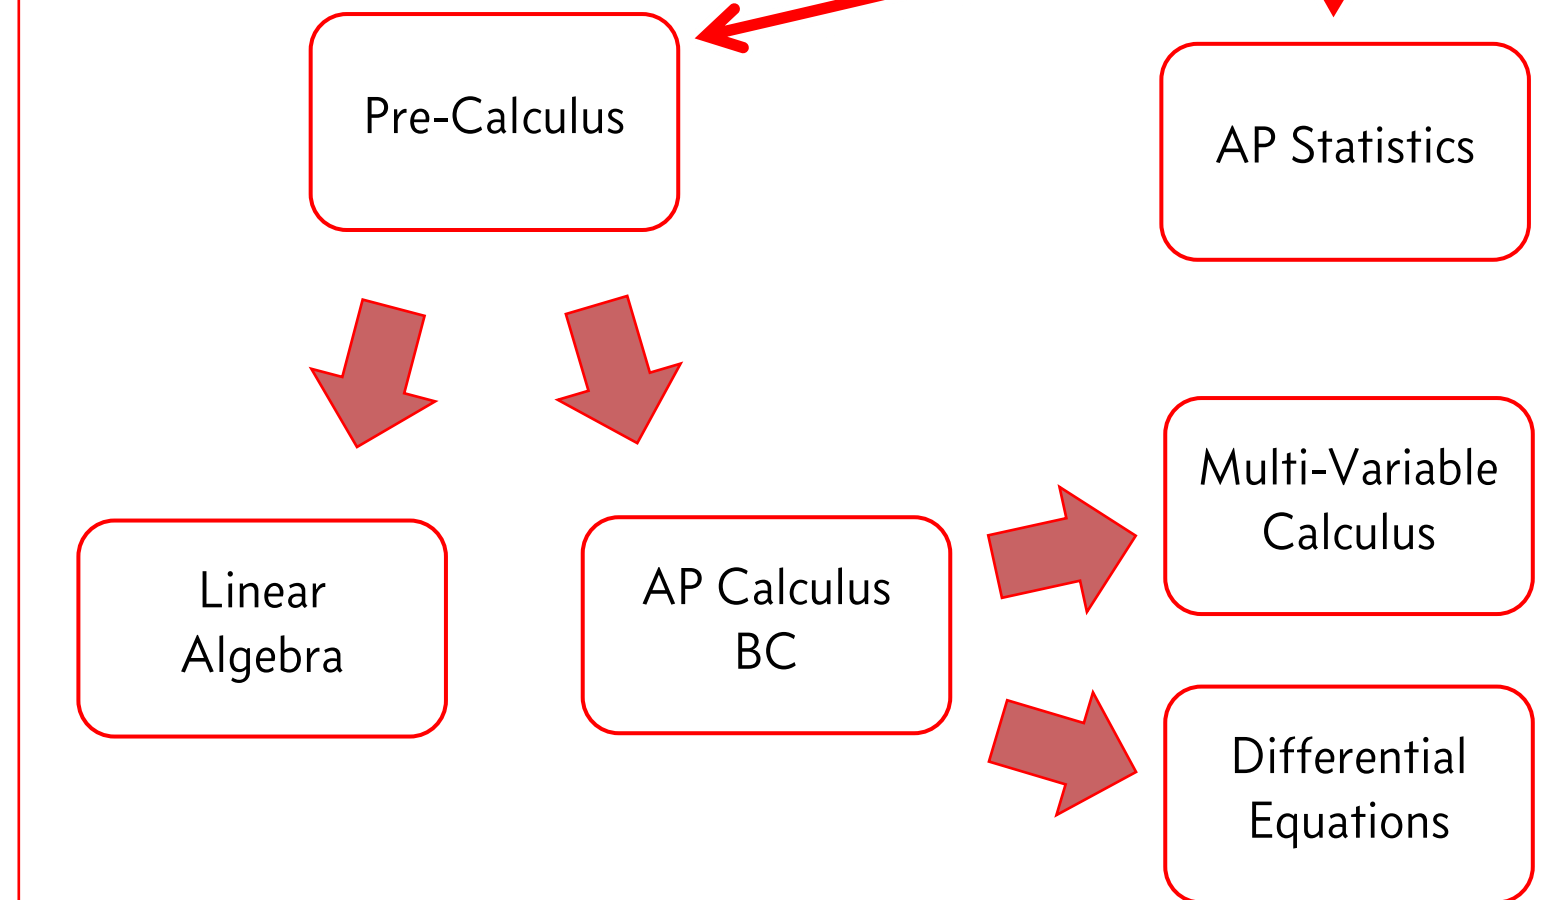 Pre-Calculus
AP Statistics
Linear
Algebra
AP Calculus
BC
Multi-Variable
Calculus
Differential
Equations